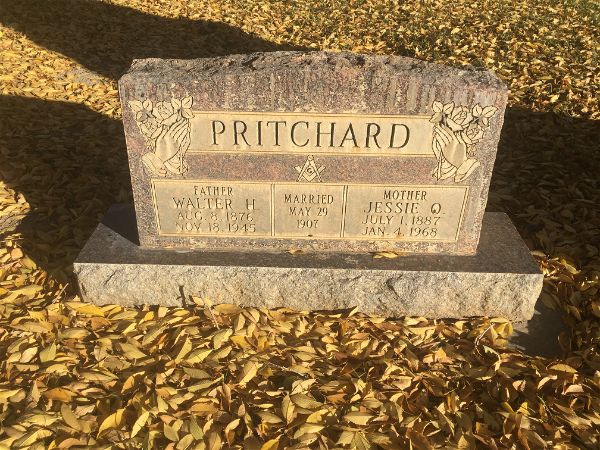 PRITCHARD
G
FATHER
WALTER H.
AUG. 8, 1876
NOV. 18, 1945
MARRIED
MAY 29
1907
MOTHER
JESSIE O.
JULY 1, 1887
JAN. 4, 1968